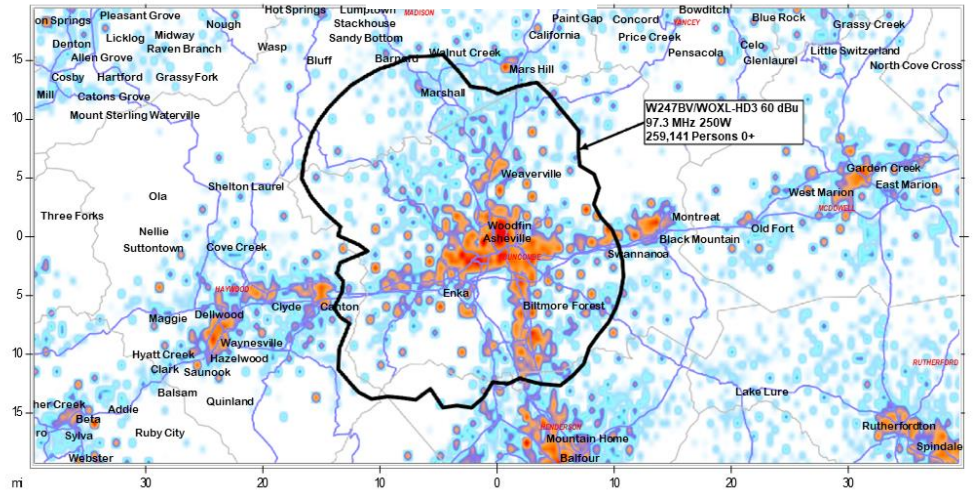 on Springs
Pleasant Grove
Nough
Hot Springs
Lumptown
MADISON
Stackhouse
Paint Gap
Concord
Bowditch
YANCEY
Blue Rock
Grassy Creek
Denton
Licklog
Midway
Raven Branch
Wasp
Sandy Bottom
California
Price Creek
Celo
Little Switzerland
Allen Grove
Bluff
Barnard
Walnut Creek
Pensacola
Glenlaurel
North Cove Cross
15
Cosby
Hartford
Grassy Fork
Mars Hill
Mill
Catons Grove
Marshall
Mount Sterling Waterville
10
W247BV/WOXL-HD3 60 dBu
97.3 MHz 250W
259,141 Persons 0+
5
Ola
Shelton Laurel
Weaverville
Garden Creek
West Marion
East Marion
MCDOWELL
Three Forks
Montreat
Nellie
Woodfin
Old Fort
0
Suttontown
Cove Creek
Asheville
Black Mountain
BUNCOMBE
Swannanoa
5
HAYWOOD
Enka
Clyde
Canton
Biltmore Forest
Maggie
Dellwood
Waynesville
10
Hyatt Creek
Hazelwood
Clark
Saunook
RUTHERFORD
Balsam
Quinland
Lake Lure
15
her Creek
Addie
Beta
ro
Sylva
Ruby City
HENDERSON
Mountain Home
Rutherfordton
Spindale
Webster
Balfour
mi
30
20
10
0
10
20
30